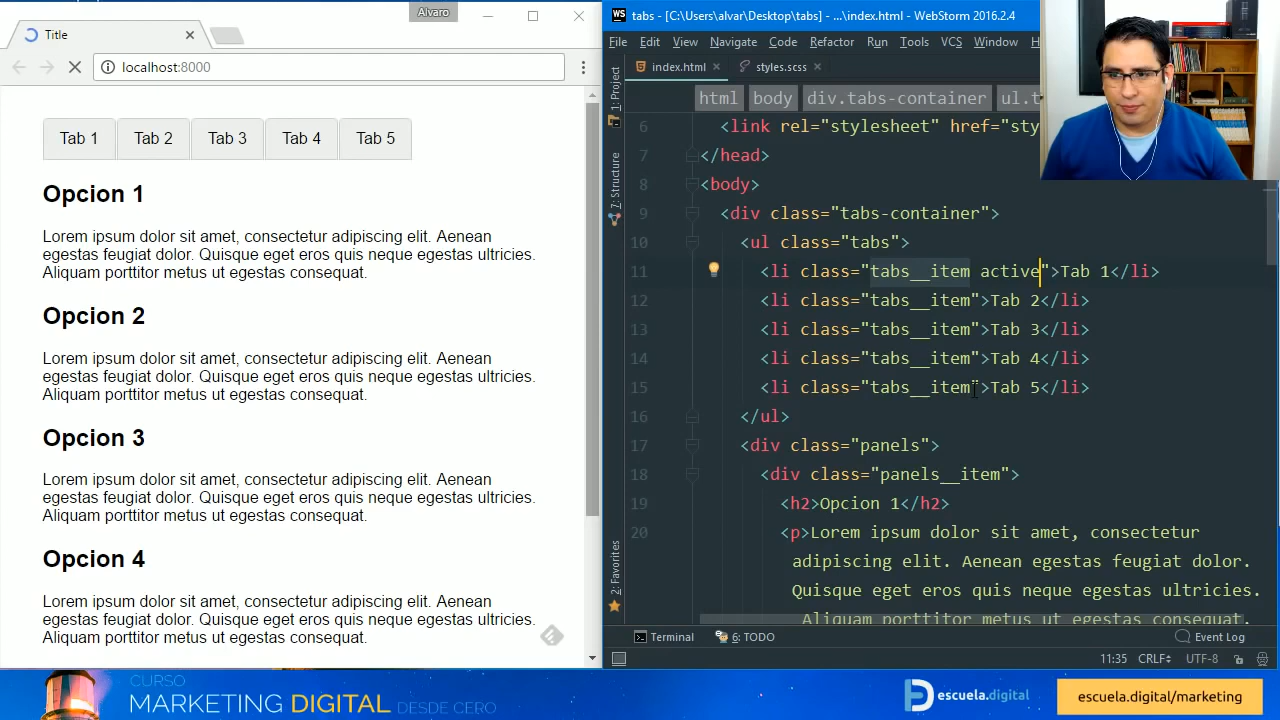 Alvaro
Title
localhost:8000
Tab 1
Tab 2
Tab 3
Tab 4
Tab 5
Opcion 1
Lorem ipsum dolor sit amet, consectetur adipiscing elit. Aenean
egestas feugiat dolor. Quisque eget eros quis neque egestas ultricies.
Aliquam porttitor metus ut egestas consequat.
Opcion 2
Lorem ipsum dolor sit amet, consectetur adipiscing elit. Aenean
egestas feugiat dolor. Quisque eget eros quis neque egestas ultricies.
Aliquam porttitor metus ut egestas consequat.
Opcion 3
Lorem ipsum dolor sit amet, consectetur adipiscing elit. Aenean
egestas feugiat dolor. Quisque eget eros quis neque egestas ultricies.
Aliquam porttitor metus ut egestas consequat.
Opcion 4
Lorem ipsum dolor sit amet, consectetur adipiscing elit. Aenean
egestas feugiat dolor. Quisque eget eros quis neque egestas ultricies.
Aliquam porttitor metus ut egestas consequat.
WS tabs - [C:\Users\alvar\Desktop\tabs] - ...\index.html - WebStorm 2016.2.4
File Edit View Navigate Code Refactor Run Tools VCS Window H
index.html styles.scss
html body div.tabs-container ul.t
1: Project
7: Structure
2: Favorites
6 <link rel="stylesheet" href="sty
7 </head>
8 <body>
9 <div class="tabs-container">
10 <ul class="tabs">
11 <li class="tabs__item active">Tab 1</li>
12 <li class="tabs__item">Tab 2</li>
13 <li class="tabs__item">Tab 3</li>
14 <li class="tabs__item">Tab 4</li>
15 <li class="tabs__item">Tab 5</li>
16 </ul>
17 <div class="panels">
18 <div class="panels__item">
19 <h2>Opcion 1</h2>
20 <p>Lorem ipsum dolor sit amet, consectetur
adipiscing elit. Aenean egestas feugiat dolor.
Quisque eget eros quis neque egestas ultricies.
Aliquam porttitor metus ut egestas consequat.
Terminal 6: TODO Event Log
11:35 CRLF UTF-8
CURSO
MARKETING DIGITAL DESDE CERO
escuela.digital
escuela.digital/marketing